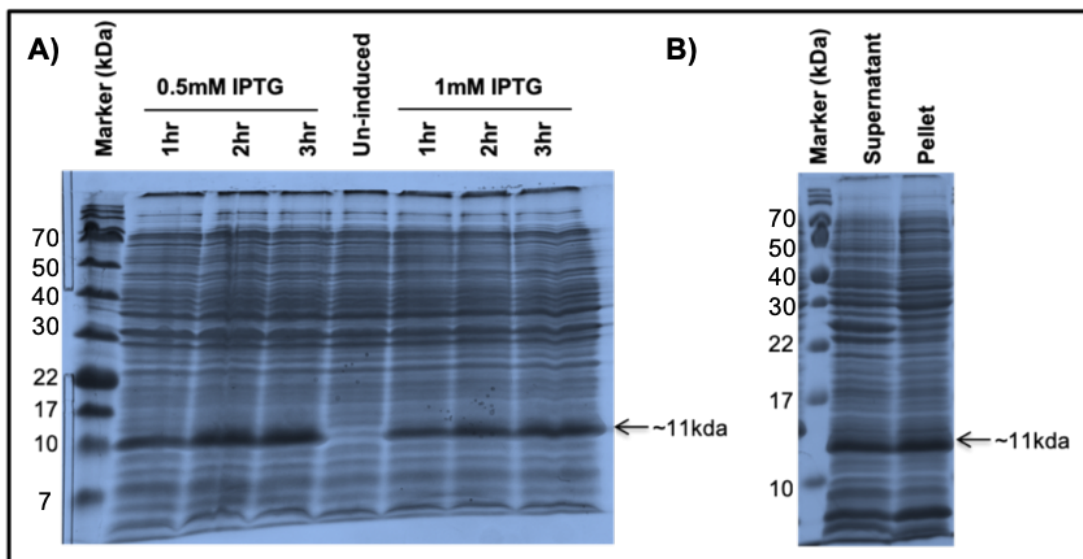 A)
Marker (kDa)
0.5mM IPTG
1hr
2hr
3hr
Un-induced
1mM IPTG
1hr
2hr
3hr
70
50
40
30
22
17
10
7
~11kda
B)
Marker (kDa)
Supernatant
Pellet
70
50
40
30
22
17
10
~11kda